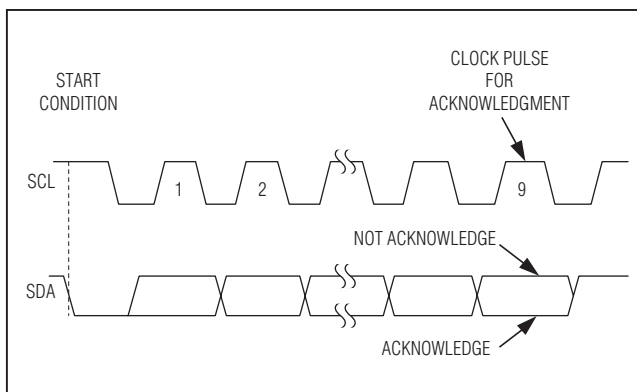 START
CONDITION
CLOCK PULSE
FOR
ACKNOWLEDGMENT
SCL
1
2
9
NOT ACKNOWLEDGE
SDA
ACKNOWLEDGE